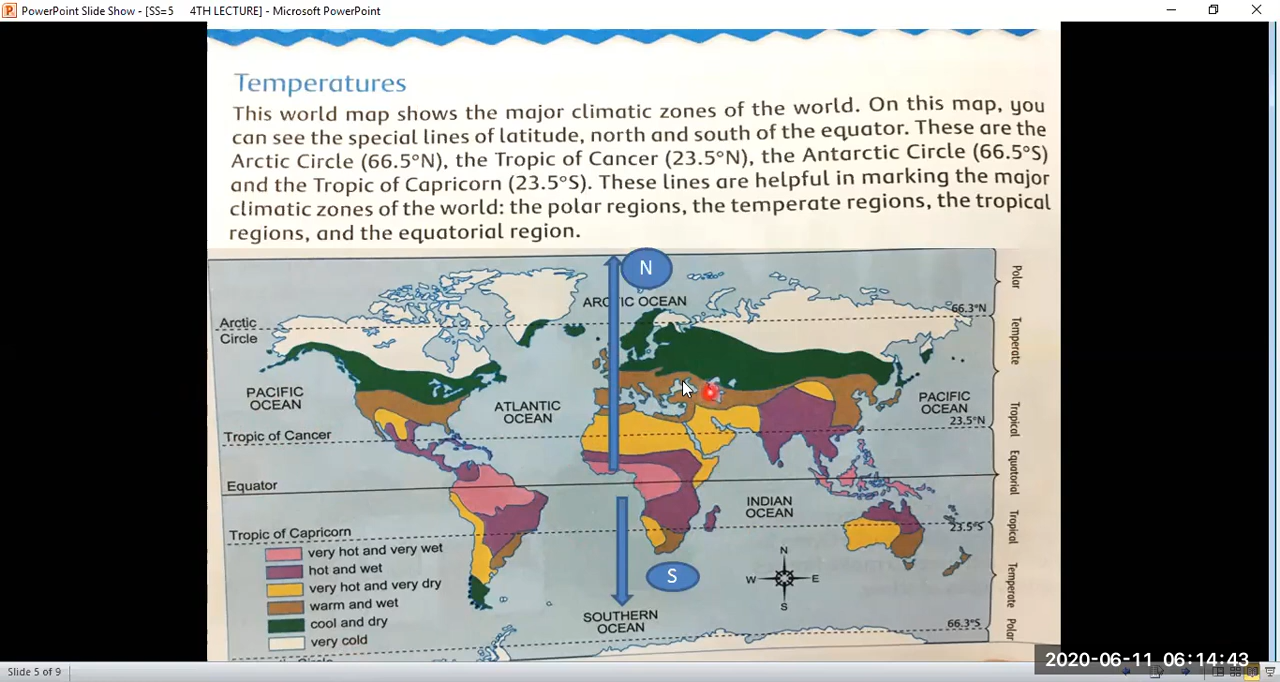 PowerPoint Slide Show - [SS=5 4TH LECTURE] - Microsoft PowerPoint
Temperatures
This world map shows the major climatic zones of the world. On this map, you
can see the special lines of latitude, north and south of the equator. These are the
Arctic Circle (66.5°N), the Tropic of Cancer (23.5°N), the Antarctic Circle (66.5°S)
and the Tropic of Capricorn (23.5°S). These lines are helpful in marking the major
climatic zones of the world: the polar regions, the temperate regions, the tropical
regions, and the equatorial region.
N
ARCTIC OCEAN
Polar
66.3°N
Arctic
Circle
Temperate
PACIFIC
OCEAN
ATLANTIC
OCEAN
PACIFIC
OCEAN
23.5°N
Tropical
Tropic of Cancer
Equatorial
Equator
INDIAN
OCEAN
Tropical
23.5°S
Tropic of Capricorn
very hot and very wet
hot and wet
very hot and very dry
warm and wet
cool and dry
very cold
N
W
E
S
S
Temperate
SOUTHERN
OCEAN
66.3°S
Polar
2020-06-11 06:14:43
Slide 5 of 9